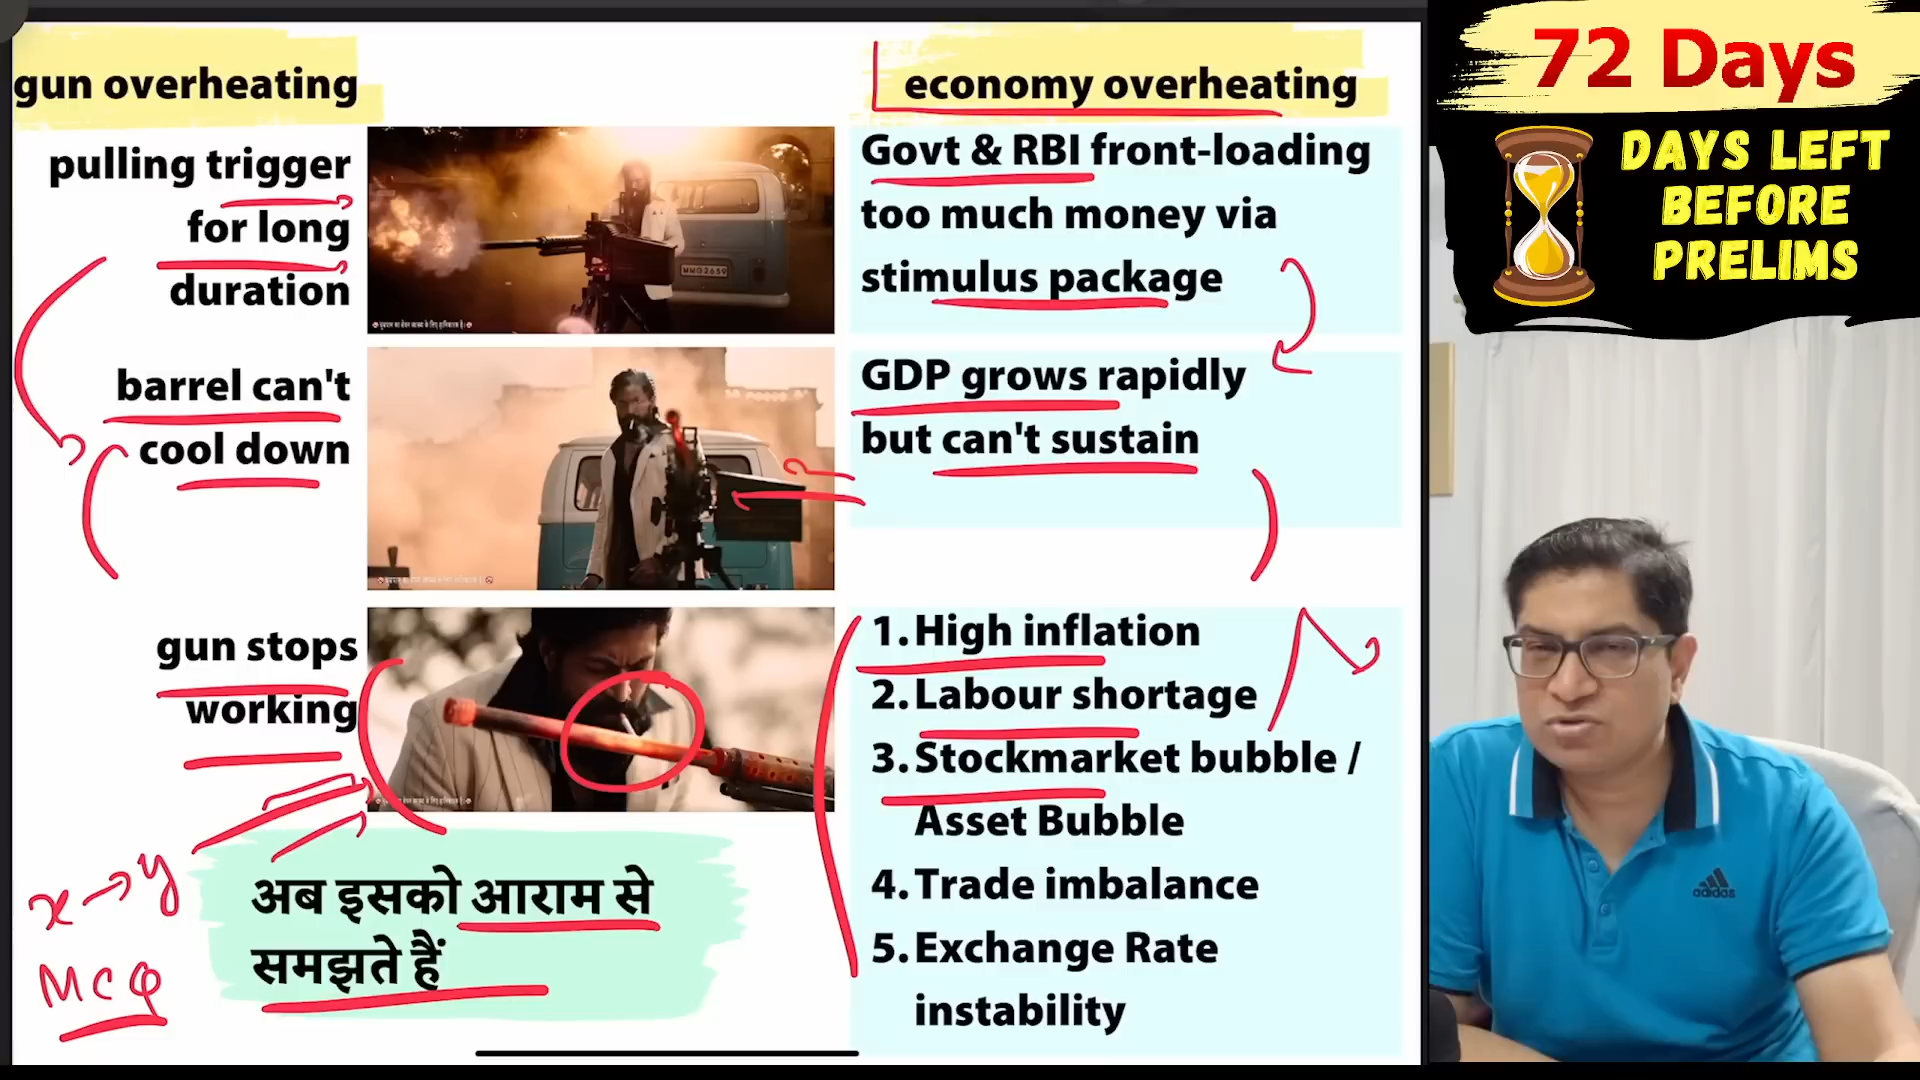 gun overheating
economy overheating
pulling trigger
for long
duration
Govt & RBI front-loading
too much money via
stimulus package
barrel can't
cool down
GDP grows rapidly
but can't sustain
gun stops
working
1. High inflation
2. Labour shortage
3. Stockmarket bubble /
Asset Bubble
4. Trade imbalance
5. Exchange Rate
instability
अब इसको आराम से
समझते हैं
x → y
MCQ
72 Days
DAYS LEFT
BEFORE
PRELIMS
adidas